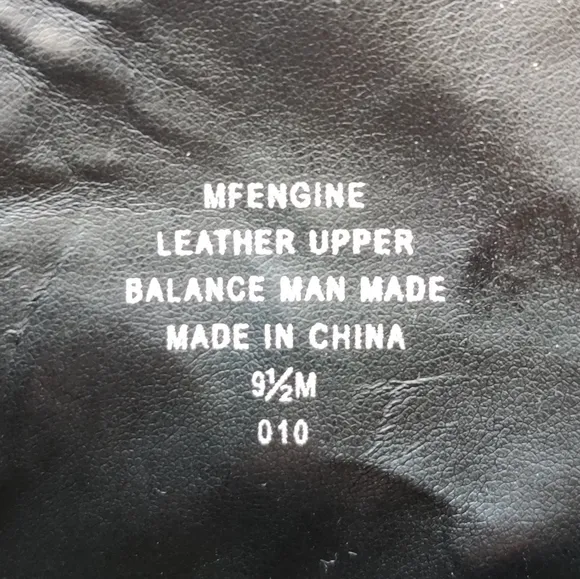 MFENGINE
LEATHER UPPER
BALANCE MAN MADE
MADE IN CHINA
9½M
010